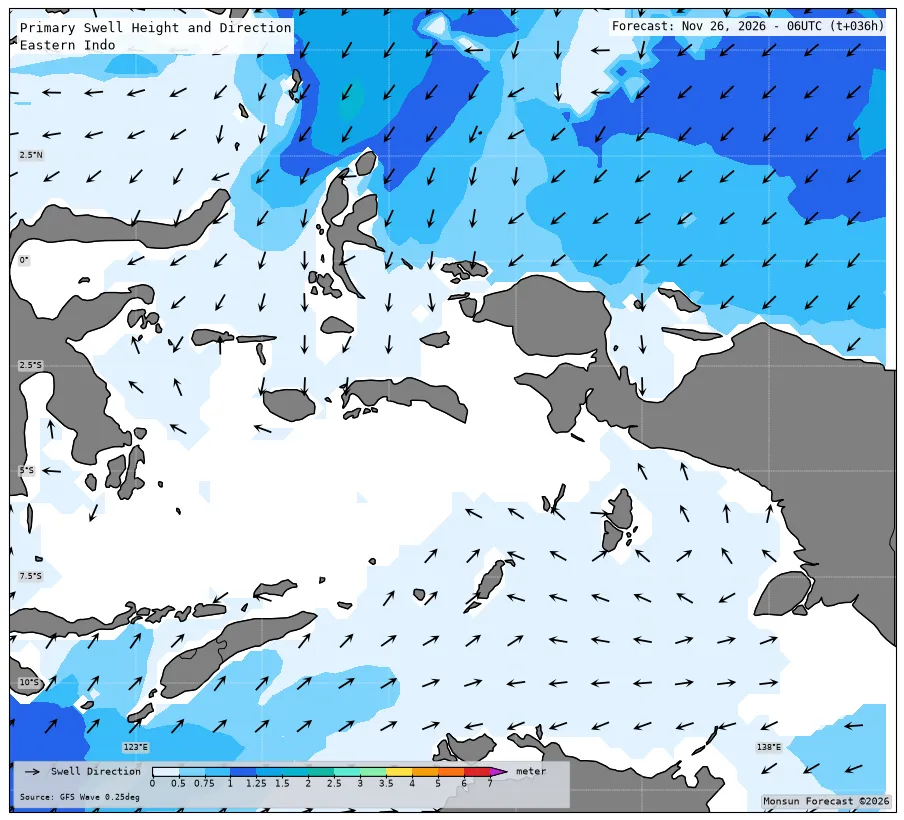 Primary Swell Height and Direction
Eastern Indo
Forecast: Nov 26, 2026 - 06UTC (t+036h)
2.5°N
0°
2.5°S
5°S
7.5°S
10°S
123°E
138°E
Swell Direction
0 0.5 0.75 1 1.25 1.5 2 2.5 3 3.5 4 5 6 7
meter
Source: GFS Wave 0.25deg
Monsun Forecast ©2026